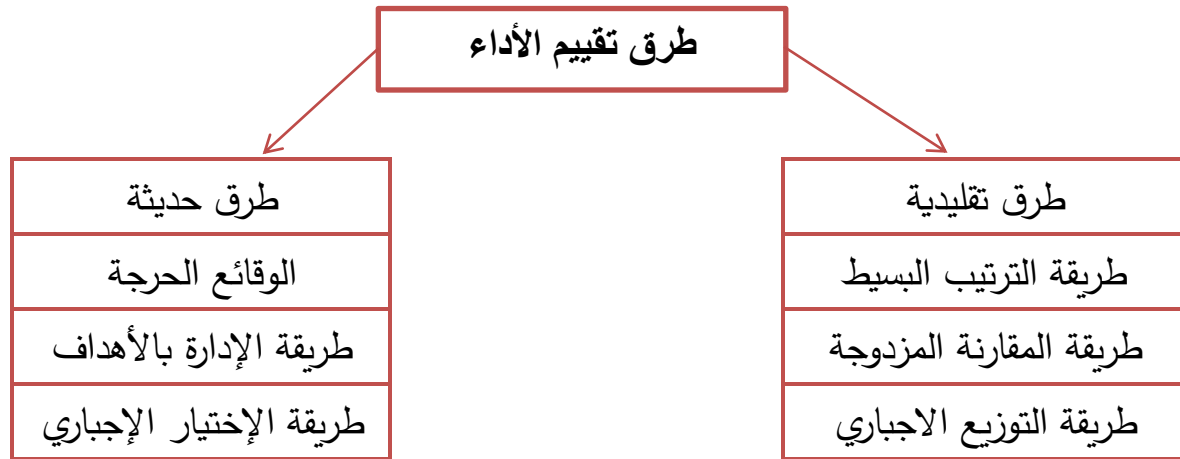 طرق تقييم الأداء
طرق تقليدية
طريقة الترتيب البسيط
طريقة المقارنة المزدوجة
طريقة التوزيع الاجباري
طرق حديثة
الوقائع الحرجة
طريقة الإدارة بالأهداف
طريقة الإختيار الإجباري